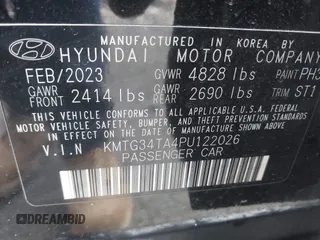 MANUFACTURED IN KOREA BY
HYUNDAI MOTOR COMPANY
FEB/2023 GVWR 4828 lbs PAINT PH3
GAWR FRONT 2414 lbs GAWR REAR 2690 lbs TRIM ST1
THIS VEHICLE CONFORMS TO ALL APPLICABLE
FEDERAL MOTOR VEHICLE SAFETY
BUMPER, AND THEFT PREVENTION STANDARDS
IN EFFECT ON THE DATE OF MANUFACTURE
SHOWN ABOVE.
V.I.N KMTG34TA4PU122026
PASSENGER CAR
DREAMBID